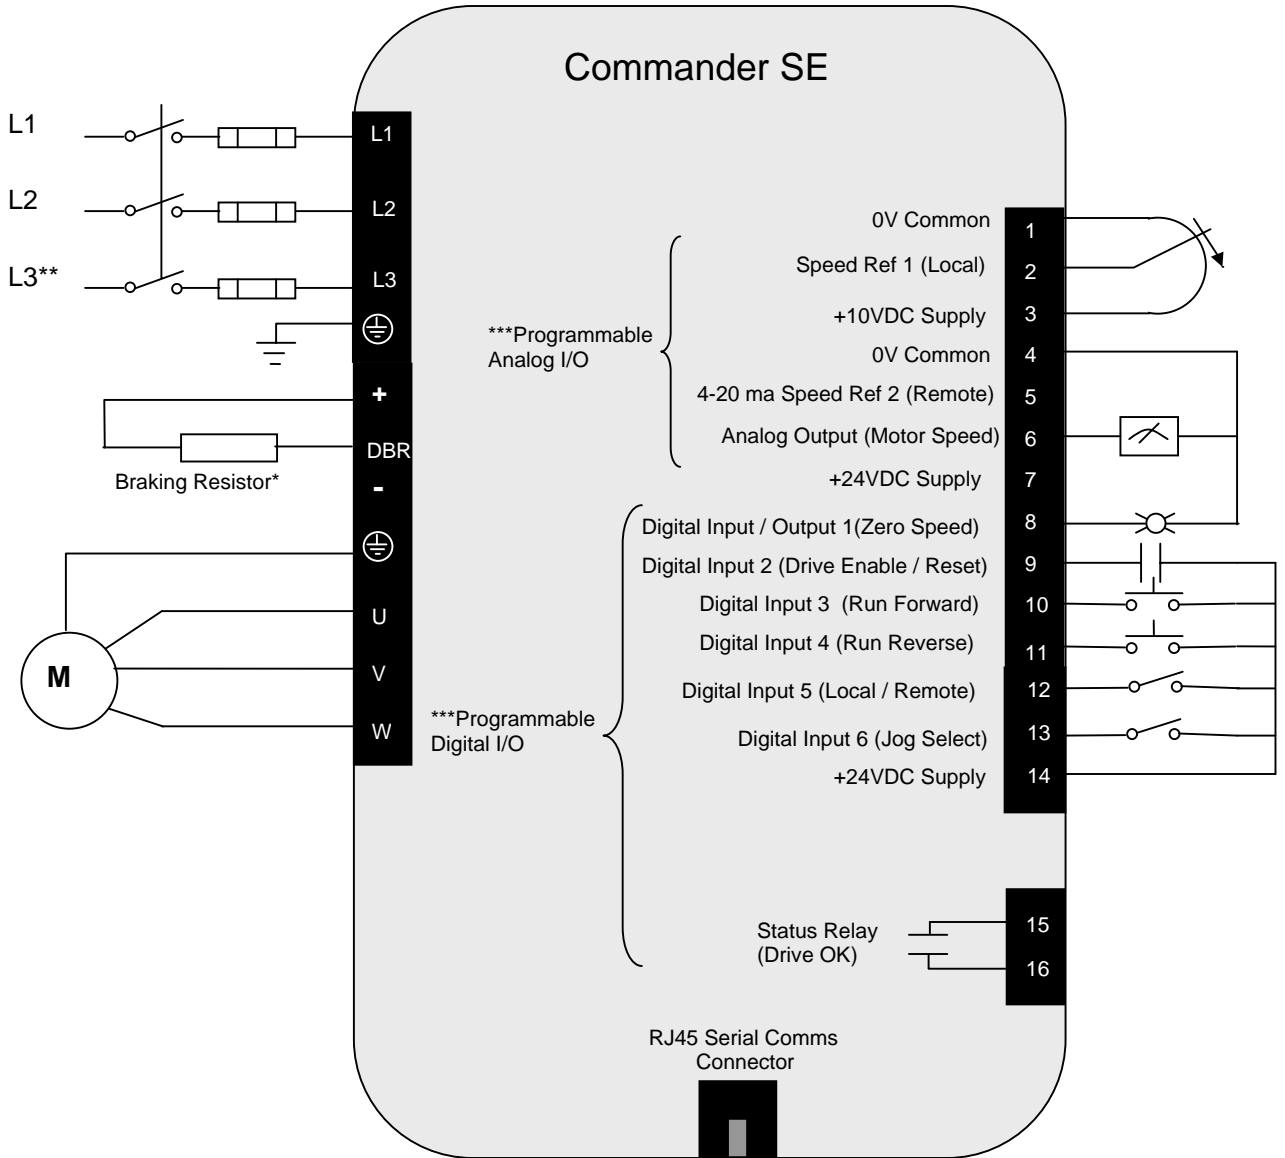 Commander SE
L1
L1
L2
L2
L3**
L3
+
DBR
-
Braking Resistor*
U
V
W
M
***Programmable
Analog I/O
0V Common
1
Speed Ref 1 (Local)
2
+10VDC Supply
3
0V Common
4
4-20 ma Speed Ref 2 (Remote)
5
Analog Output (Motor Speed)
6
+24VDC Supply
7
***Programmable
Digital I/O
Digital Input / Output 1(Zero Speed)
8
Digital Input 2 (Drive Enable / Reset)
9
Digital Input 3 (Run Forward)
10
Digital Input 4 (Run Reverse)
11
Digital Input 5 (Local / Remote)
12
Digital Input 6 (Jog Select)
13
+24VDC Supply
14
Status Relay
(Drive OK)
15
16
RJ45 Serial Comms
Connector